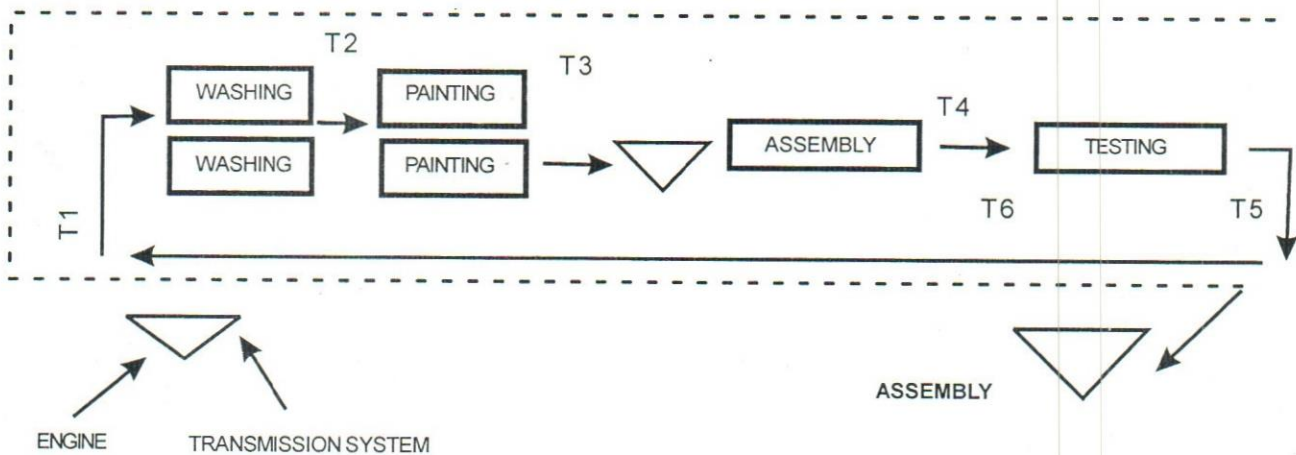 T2
T3
WASHING
PAINTING
T4
WASHING
PAINTING
ASSEMBLY
TESTING
T1
T6
T5
ASSEMBLY
ENGINE
TRANSMISSION SYSTEM